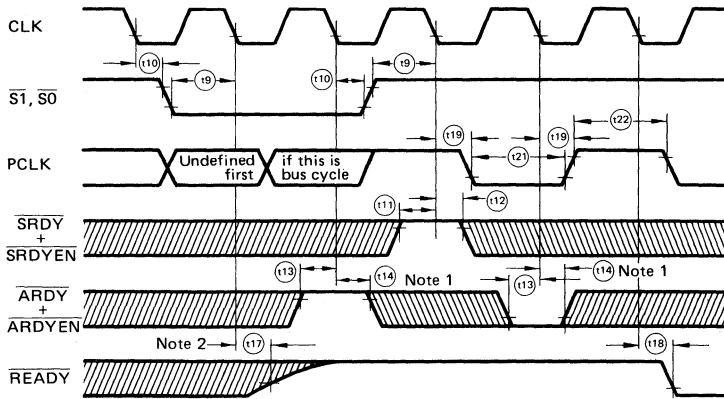 CLK
t10 t9 t10 t9
S1, S0
t19 t19 t22
PCLK
Undefined first
if this is bus cycle
t21
t11 t12
SRDY
+
SRDYEN
t13 t14 Note 1 t13 t14 Note 1
ARDY
+
ARDYEN
Note 2 t17 t18
READY